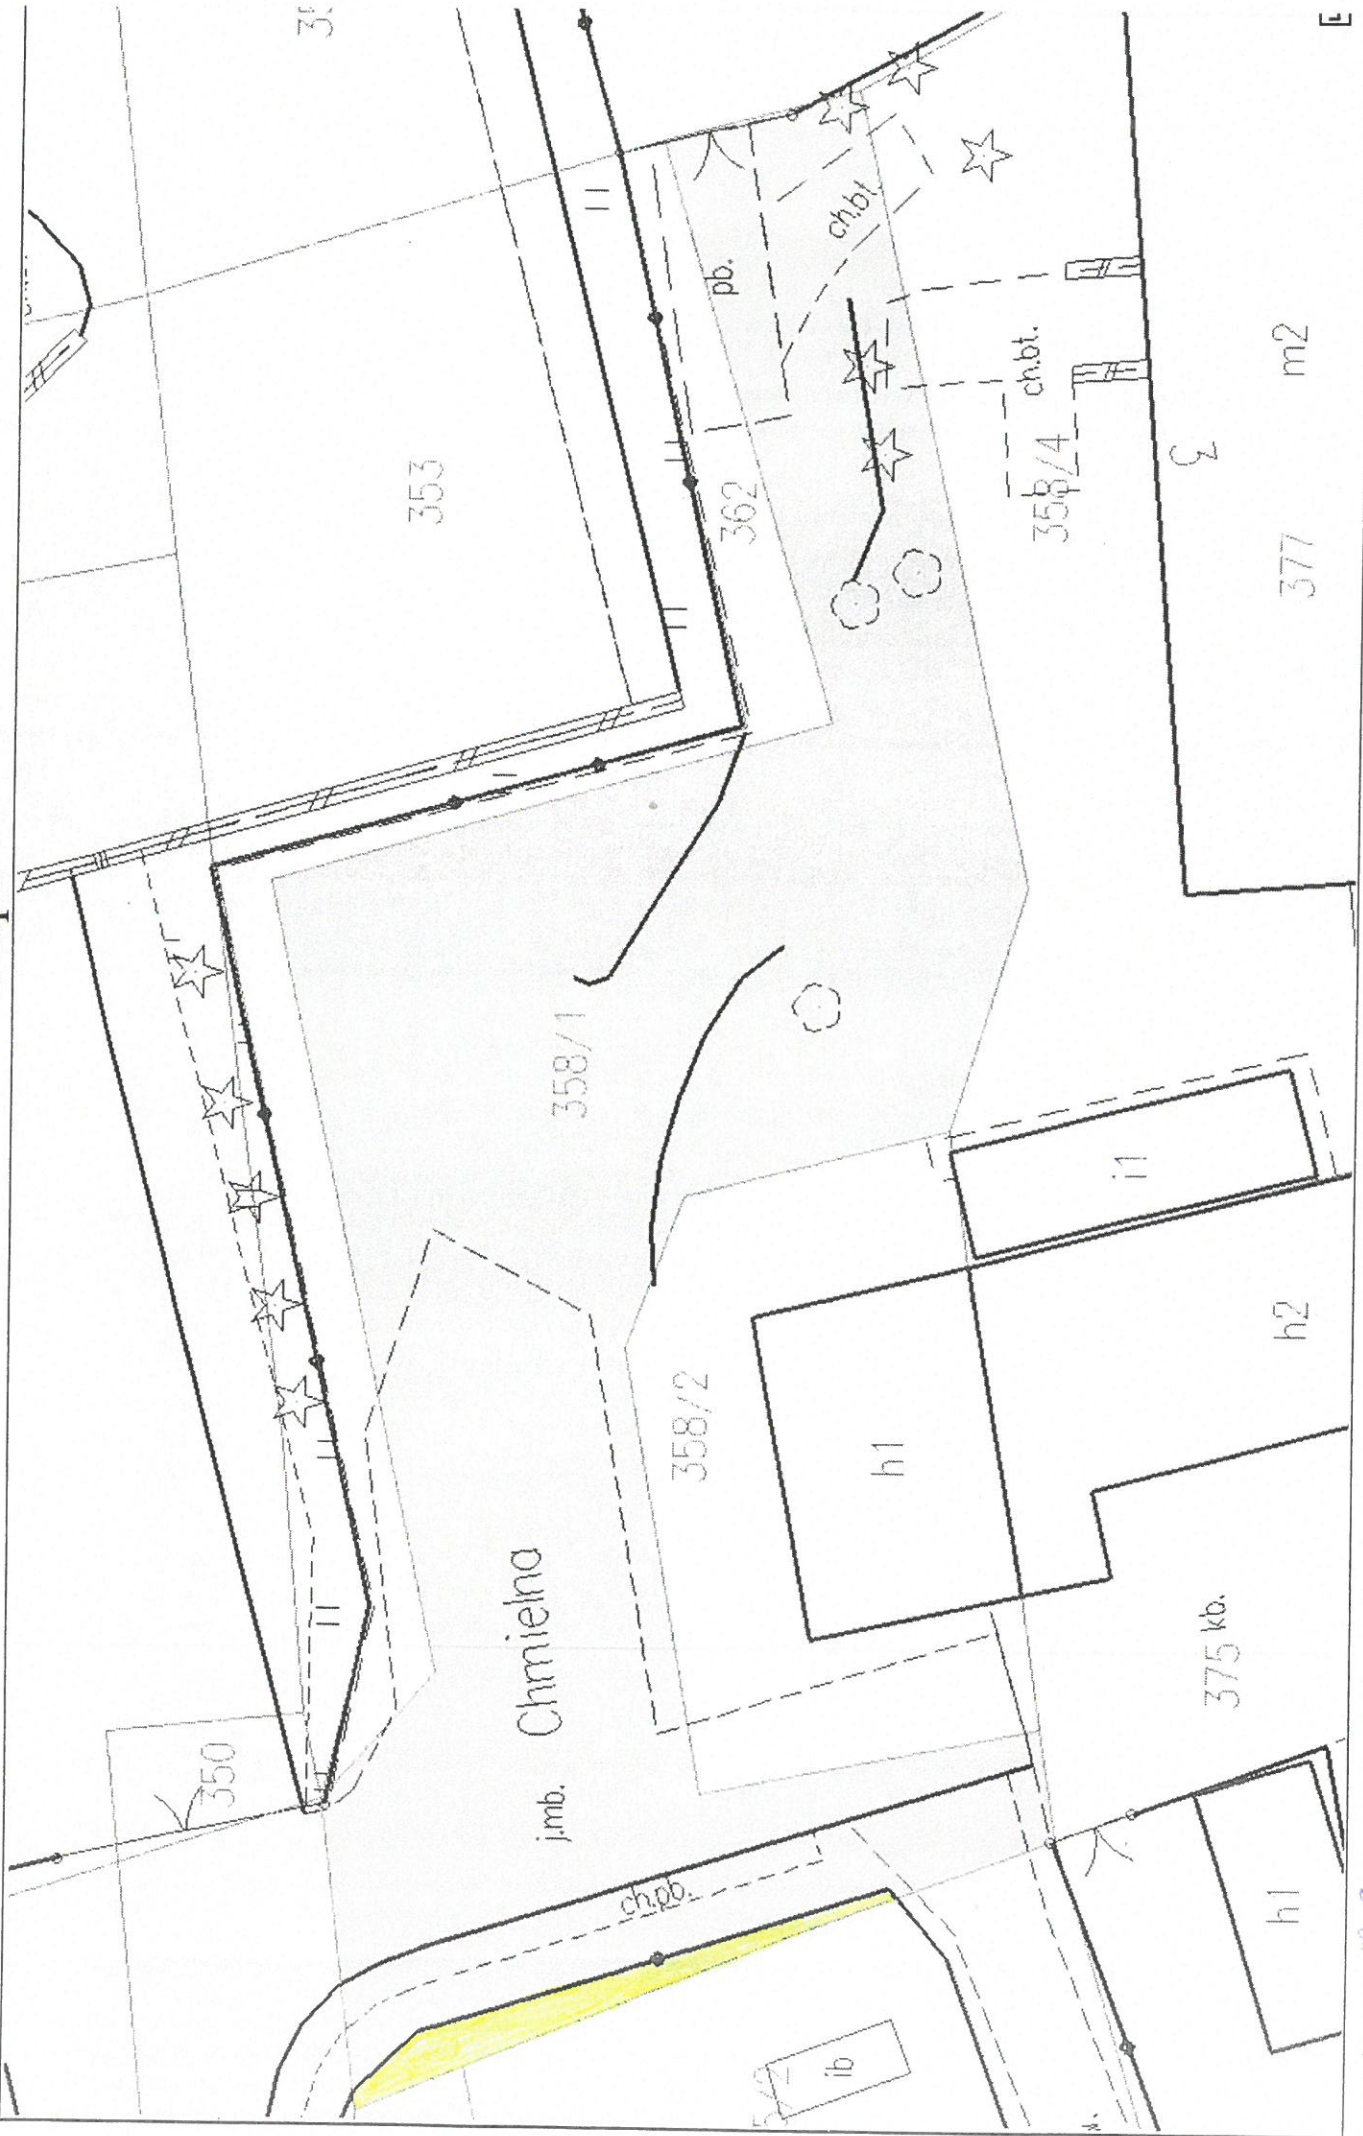 353
362
pb.
ch.bt.
ch.bt.
358/4
3
m2
377
358/1
358/2
i1
h1
h2
350
Chmielna
j.mb.
375
kb.
ch.pb.
h1
ib